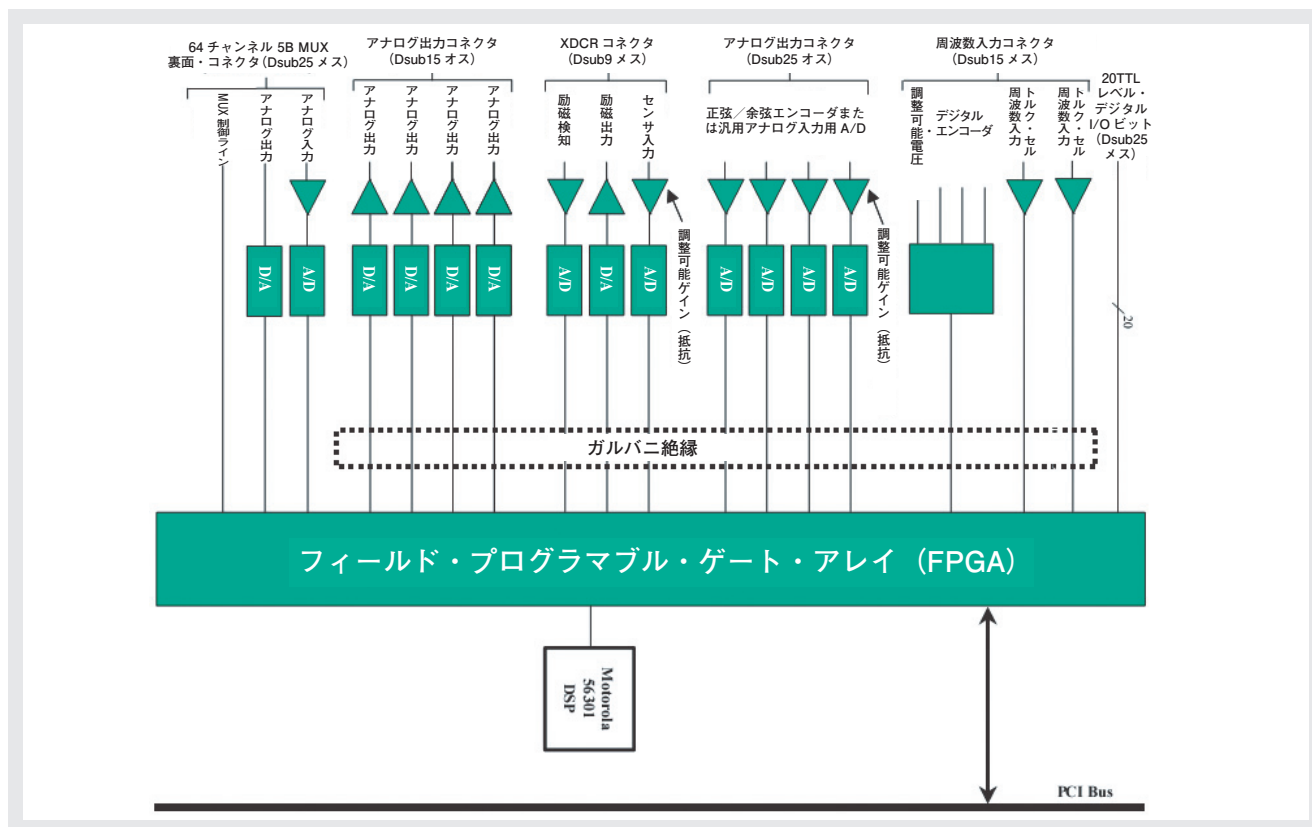 64 チャンネル 5B MUX
裏面・コネクタ(Dsub25 メス)
アナログ出力コネクタ
(Dsub15 オス)
XDCR コネクタ
(Dsub9 メス)
アナログ出力コネクタ
(Dsub25 オス)
周波数入力コネクタ
(Dsub15 メス)
20TTL
レベル・
デジタル
I/O ビット
(Dsub25
メス)
MUX 制御ライン
アナログ出力
アナログ入力
アナログ出力
アナログ出力
アナログ出力
アナログ出力
励磁検知
励磁出力
センサ入力
正弦／余弦エンコーダまた
は汎用アナログ入力用 A/D
調整可能電圧
デジタル
・エンコーダ
トルク・セル
周波数入力
トルク・セル
周波数入力
D/A
A/D
D/A
D/A
D/A
D/A
A/D
D/A
A/D
調整可能ゲイン（抵抗）
A/D
A/D
A/D
A/D
調整可能ゲイン（抵抗）
20
ガルバニ絶縁
フィールド・プログラマブル・ゲート・アレイ（FPGA）
Motorola
56301
DSP
PCI Bus